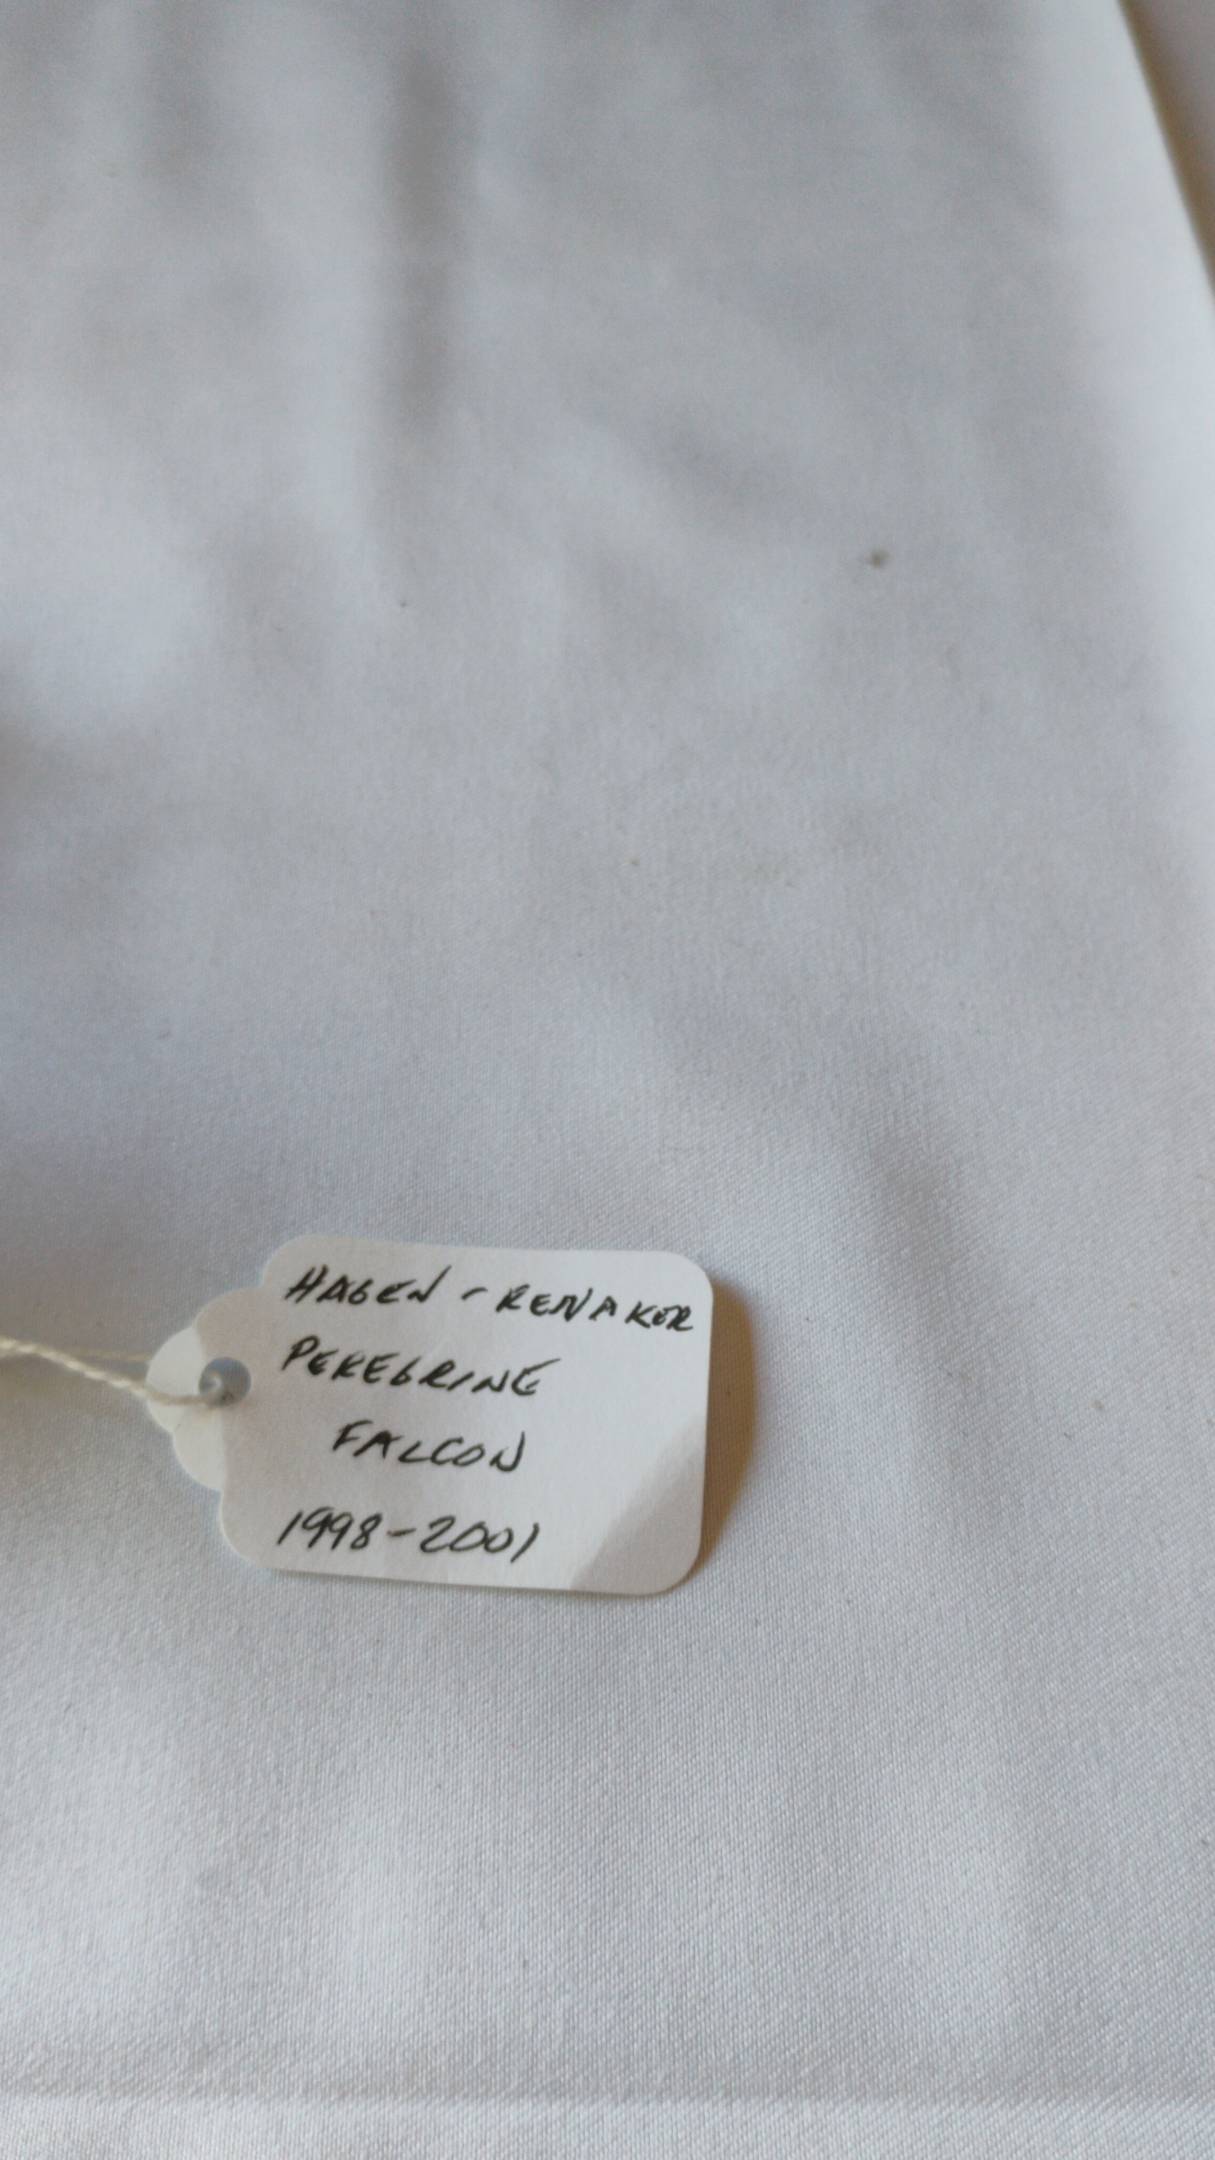 HAGEN - RENAKER
PEREGRINE
FALCON
1998-2001